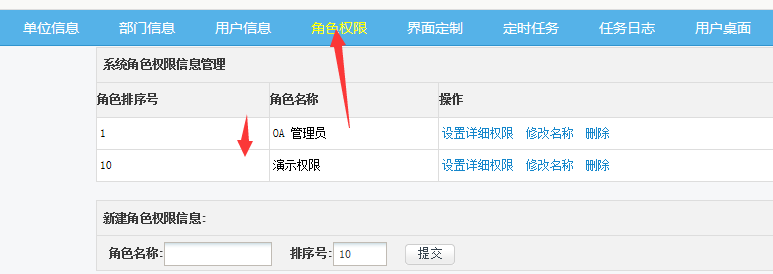 单位信息 部门信息 用户信息 角色权限 界面定制 定时任务 任务日志 用户桌面
系统角色权限信息管理
角色排序号 角色名称 操作
1 OA 管理员 设置详细权限 修改名称 删除
10 演示权限 设置详细权限 修改名称 删除
新建角色权限信息:
角色名称: 排序号: 10 提交